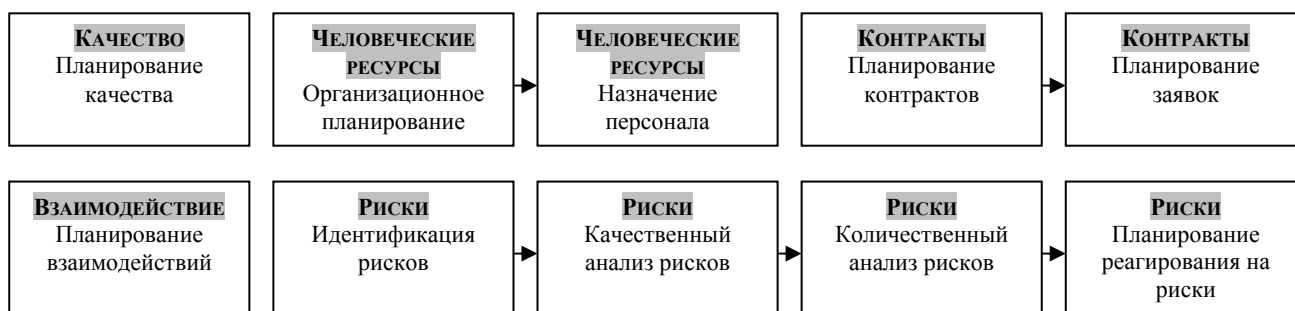 КАЧЕСТВО
Планирование
качества
ЧЕЛОВЕЧЕСКИЕ
РЕСУРСЫ
Организационное
планирование
ЧЕЛОВЕЧЕСКИЕ
РЕСУРСЫ
Назначение
персонала
КОНТРАКТЫ
Планирование
контрактов
КОНТРАКТЫ
Планирование
заявок
ВЗАИМОДЕЙСТВИЕ
Планирование
взаимодействий
РИСКИ
Идентификация
рисков
РИСКИ
Качественный
анализ рисков
РИСКИ
Количественный
анализ рисков
РИСКИ
Планирование
реагирования на
риски